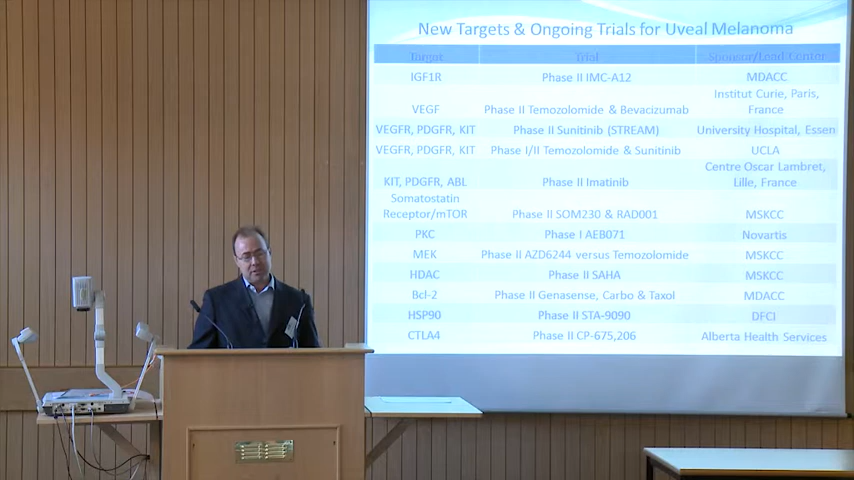 New Targets & Ongoing Trials for Uveal Melanoma
Target Trial Sponsor/Lead Center
IGF1R Phase II IMC-A12 MDACC
Institut Curie, Paris,
VEGF Phase II Temozolomide & Bevacizumab France
VEGFR, PDGFR, KIT Phase II Sunitinib (STREAM) University Hospital, Essen
VEGFR, PDGFR, KIT Phase I/II Temozolomide & Sunitinib UCLA
Centre Oscar Lambret,
KIT, PDGFR, ABL Phase II Imatinib Lille, France
Somatostatin
Receptor/mTOR Phase II SOM230 & RAD001 MSKCC
PKC Phase I AEB071 Novartis
MEK Phase II AZD6244 versus Temozolomide MSKCC
HDAC Phase II SAHA MSKCC
Bcl-2 Phase II Genasense, Carbo & Taxol MDACC
HSP90 Phase II STA-9090 DFCI
CTLA4 Phase II CP-675,206 Alberta Health Services